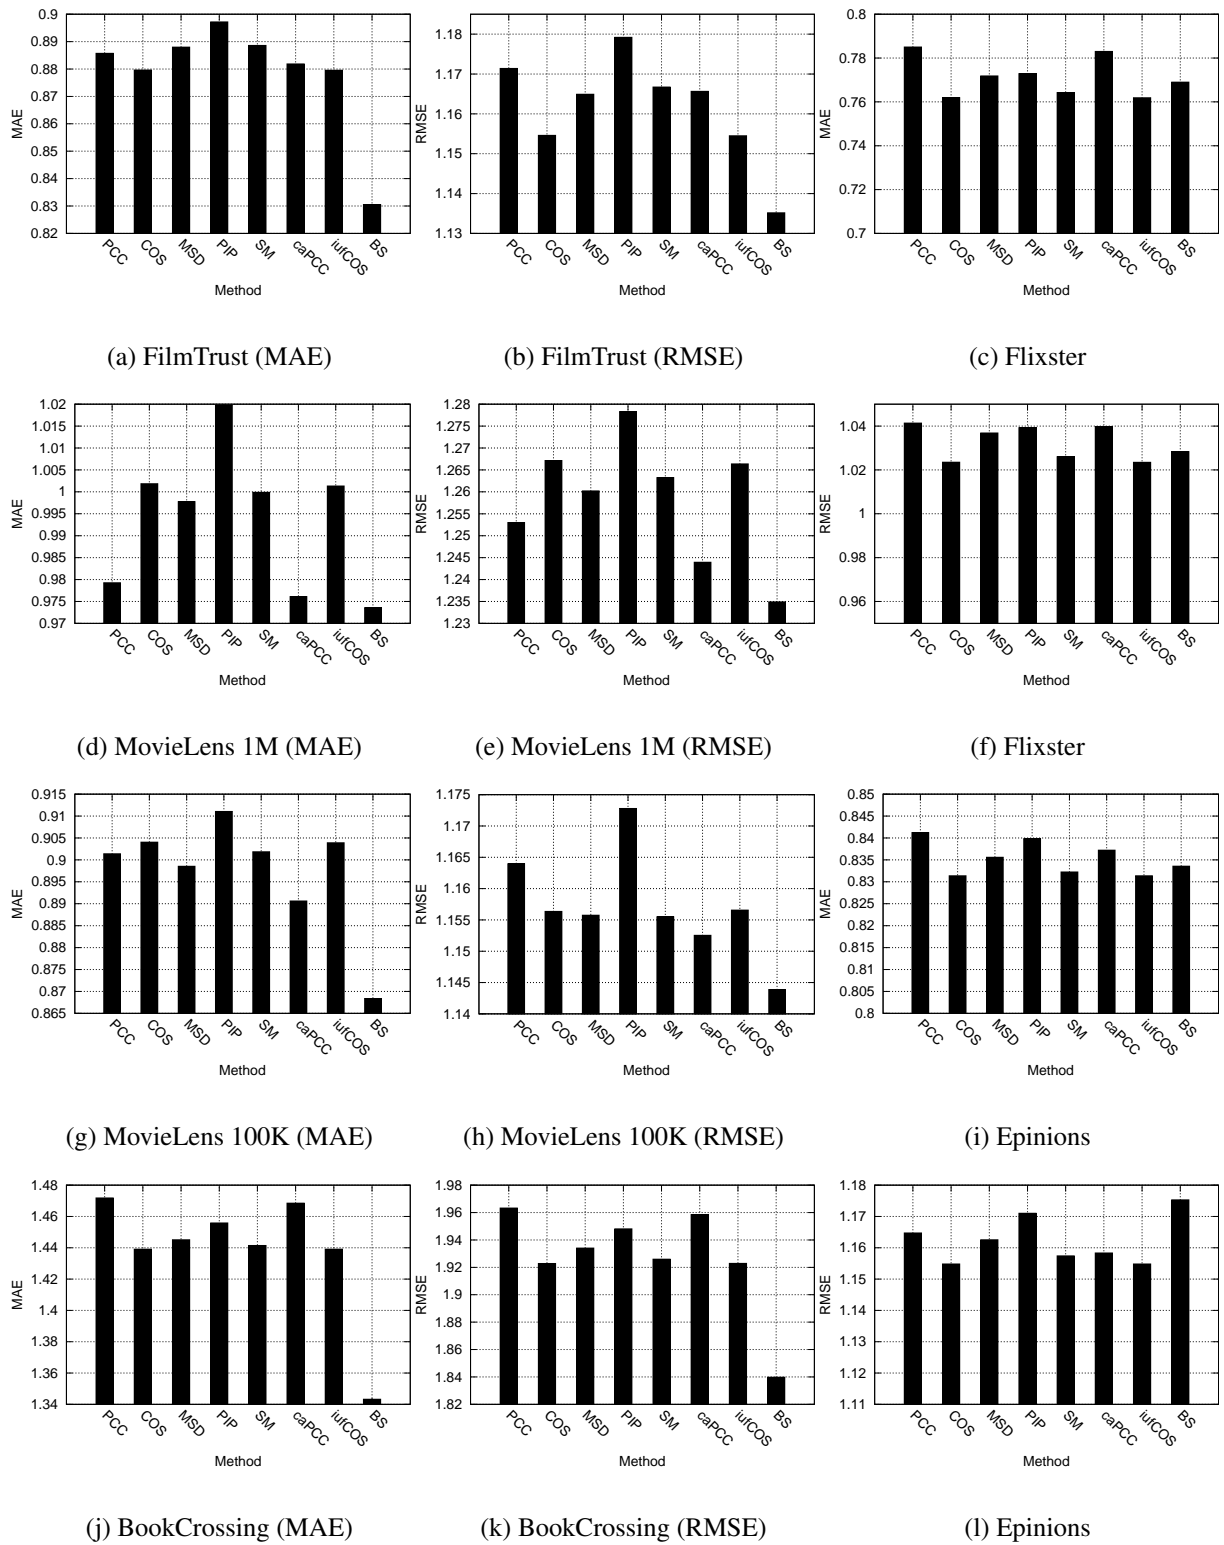 0.9
0.89
0.88
0.87
0.86
0.85
0.84
0.83
0.82
MAE
PCC COS MSD PIP SM caPCC iufCOS BS
Method
(a) FilmTrust (MAE)
1.18
1.17
1.16
1.15
1.14
1.13
RMSE
PCC COS MSD PIP SM caPCC iufCOS BS
Method
(b) FilmTrust (RMSE)
0.8
0.78
0.76
0.74
0.72
0.7
MAE
PCC COS MSD PIP SM caPCC iufCOS BS
Method
(c) Flixster
1.02
1.015
1.01
1.005
1
0.995
0.99
0.985
0.98
0.975
0.97
MAE
PCC COS MSD PIP SM caPCC iufCOS BS
Method
(d) MovieLens 1M (MAE)
1.28
1.275
1.27
1.265
1.26
1.255
1.25
1.245
1.24
1.235
1.23
RMSE
PCC COS MSD PIP SM caPCC iufCOS BS
Method
(e) MovieLens 1M (RMSE)
1.04
1.02
1
0.98
0.96
RMSE
PCC COS MSD PIP SM caPCC iufCOS BS
Method
(f) Flixster
0.915
0.91
0.905
0.9
0.895
0.89
0.885
0.88
0.875
0.87
0.865
MAE
PCC COS MSD PIP SM caPCC iufCOS BS
Method
(g) MovieLens 100K (MAE)
1.175
1.17
1.165
1.16
1.155
1.15
1.145
1.14
RMSE
PCC COS MSD PIP SM caPCC iufCOS BS
Method
(h) MovieLens 100K (RMSE)
0.85
0.845
0.84
0.835
0.83
0.825
0.82
0.815
0.81
0.805
0.8
MAE
PCC COS MSD PIP SM caPCC iufCOS BS
Method
(i) Epinions
1.48
1.46
1.44
1.42
1.4
1.38
1.36
1.34
MAE
PCC COS MSD PIP SM caPCC iufCOS BS
Method
(j) BookCrossing (MAE)
1.98
1.96
1.94
1.92
1.9
1.88
1.86
1.84
1.82
RMSE
PCC COS MSD PIP SM caPCC iufCOS BS
Method
(k) BookCrossing (RMSE)
1.18
1.17
1.16
1.15
1.14
1.13
1.12
1.11
RMSE
PCC COS MSD PIP SM caPCC iufCOS BS
Method
(l) Epinions